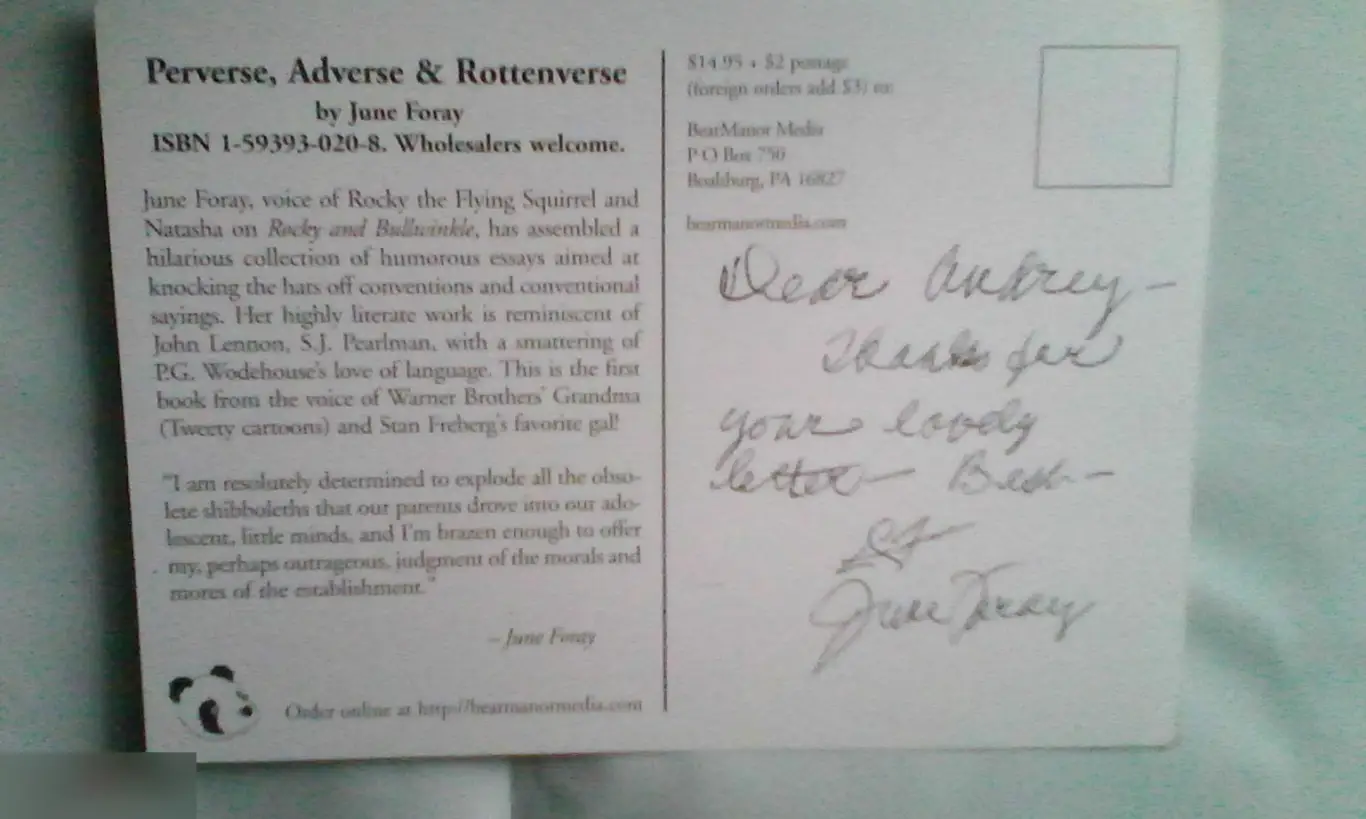 Perverse, Adverse & Rottenverse
by June Foray
ISBN 1-59393-020-8. Wholesalers welcome.
June Foray, voice of Rocky the Flying Squirrel and
Natasha on Rocky and Bullwinkle, has assembled a
hilarious collection of humorous essays aimed at
knocking the hats off conventions and conventional
sayings. Her highly literate work is reminiscent of
John Lennon, S.J. Pearlman, with a smattering of
P.G. Wodehouse's love of language. This is the first
book from the voice of Warner Brothers' Grandma
(Tweety cartoons) and Stan Freberg's favorite gal!
"I am resolutely determined to explode all the obso-
lete shibboleths that our parents drove into our ado-
lescent, little minds, and I'm brazen enough to offer
my, perhaps outrageous, judgment of the morals and
mores of the establishment."
– June Foray
Order online at http://bearmanormedia.com
$14.95 + $2 postage
(foreign orders add $3) to:
BearManor Media
P O Box 750
Boalsburg, PA 16827
bearmanormedia.com
Dear Andrey –
Thanks for
your lovely
letter – Best –
June Foray